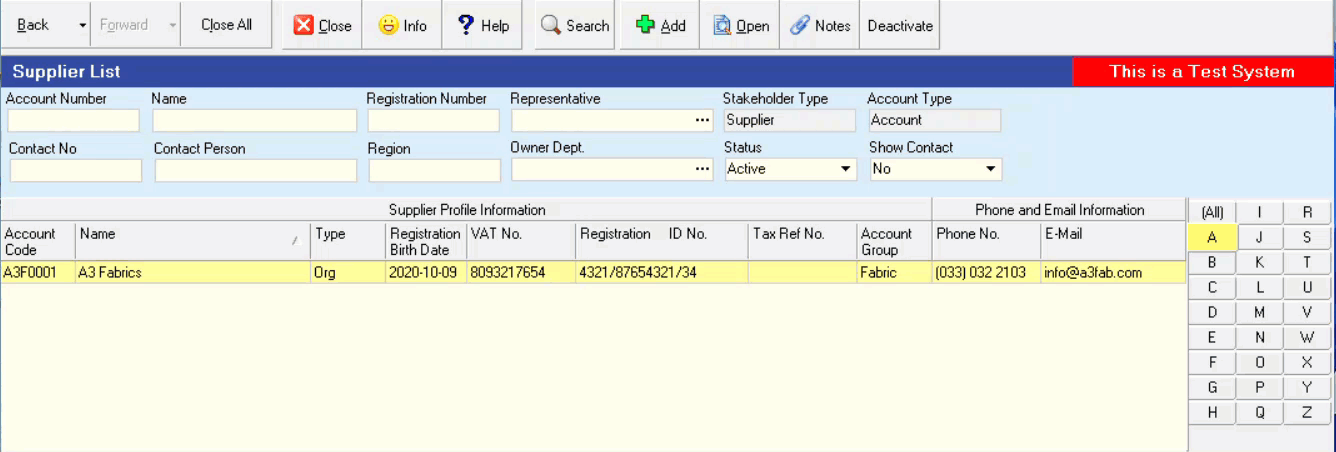 Back Forward Close All Close Info Help Search Add Open Notes Deactivate
Supplier List This is a Test System
Account Number Name Registration Number Representative Stakeholder Type Account Type
... Supplier Account
Contact No Contact Person Region Owner Dept. Status Show Contact
... Active No
Supplier Profile Information Phone and Email Information (All) I R
Account Code Name Type Registration Birth Date VAT No. Registration ID No. Tax Ref No. Account Group Phone No. E-Mail A J S
A3F0001 A3 Fabrics Org 2020-10-09 8093217654 4321/87654321/34 Fabric (033) 032 2103 info@a3fab.com B K T
C L U
D M V
E N W
F O X
G P Y
H Q Z